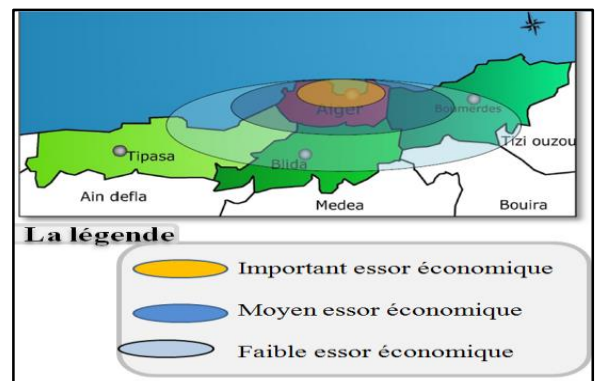 Alger
Boumerdes
Tizi ouzou
Tipasa
Blida
Ain defla
Medea
Bouira
La légende
Important essor économique
Moyen essor économique
Faible essor économique